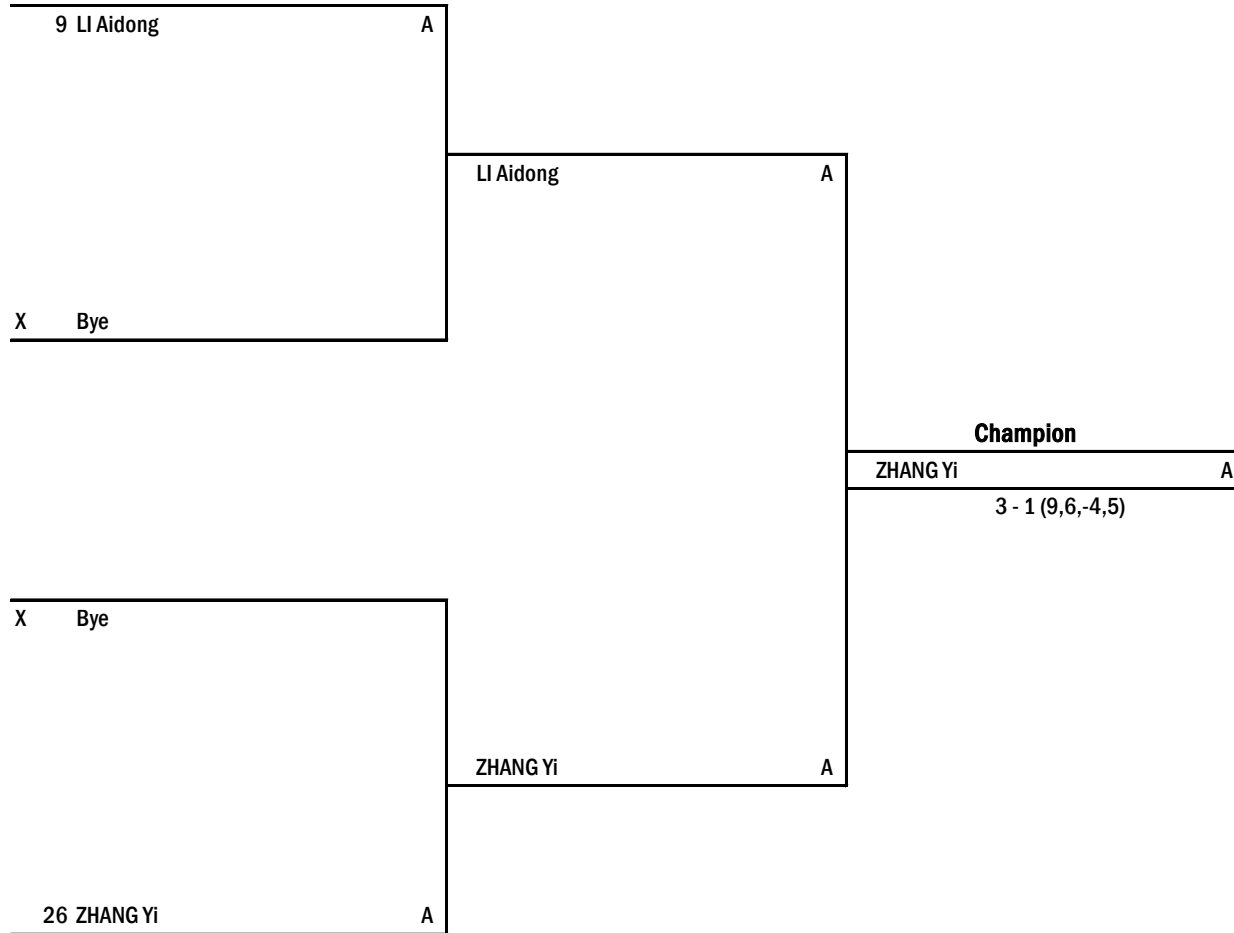 9 LI Aidong A
LI Aidong A
X Bye
Champion
ZHANG Yi A
3 - 1 (9,6,-4,5)
X Bye
ZHANG Yi A
26 ZHANG Yi A